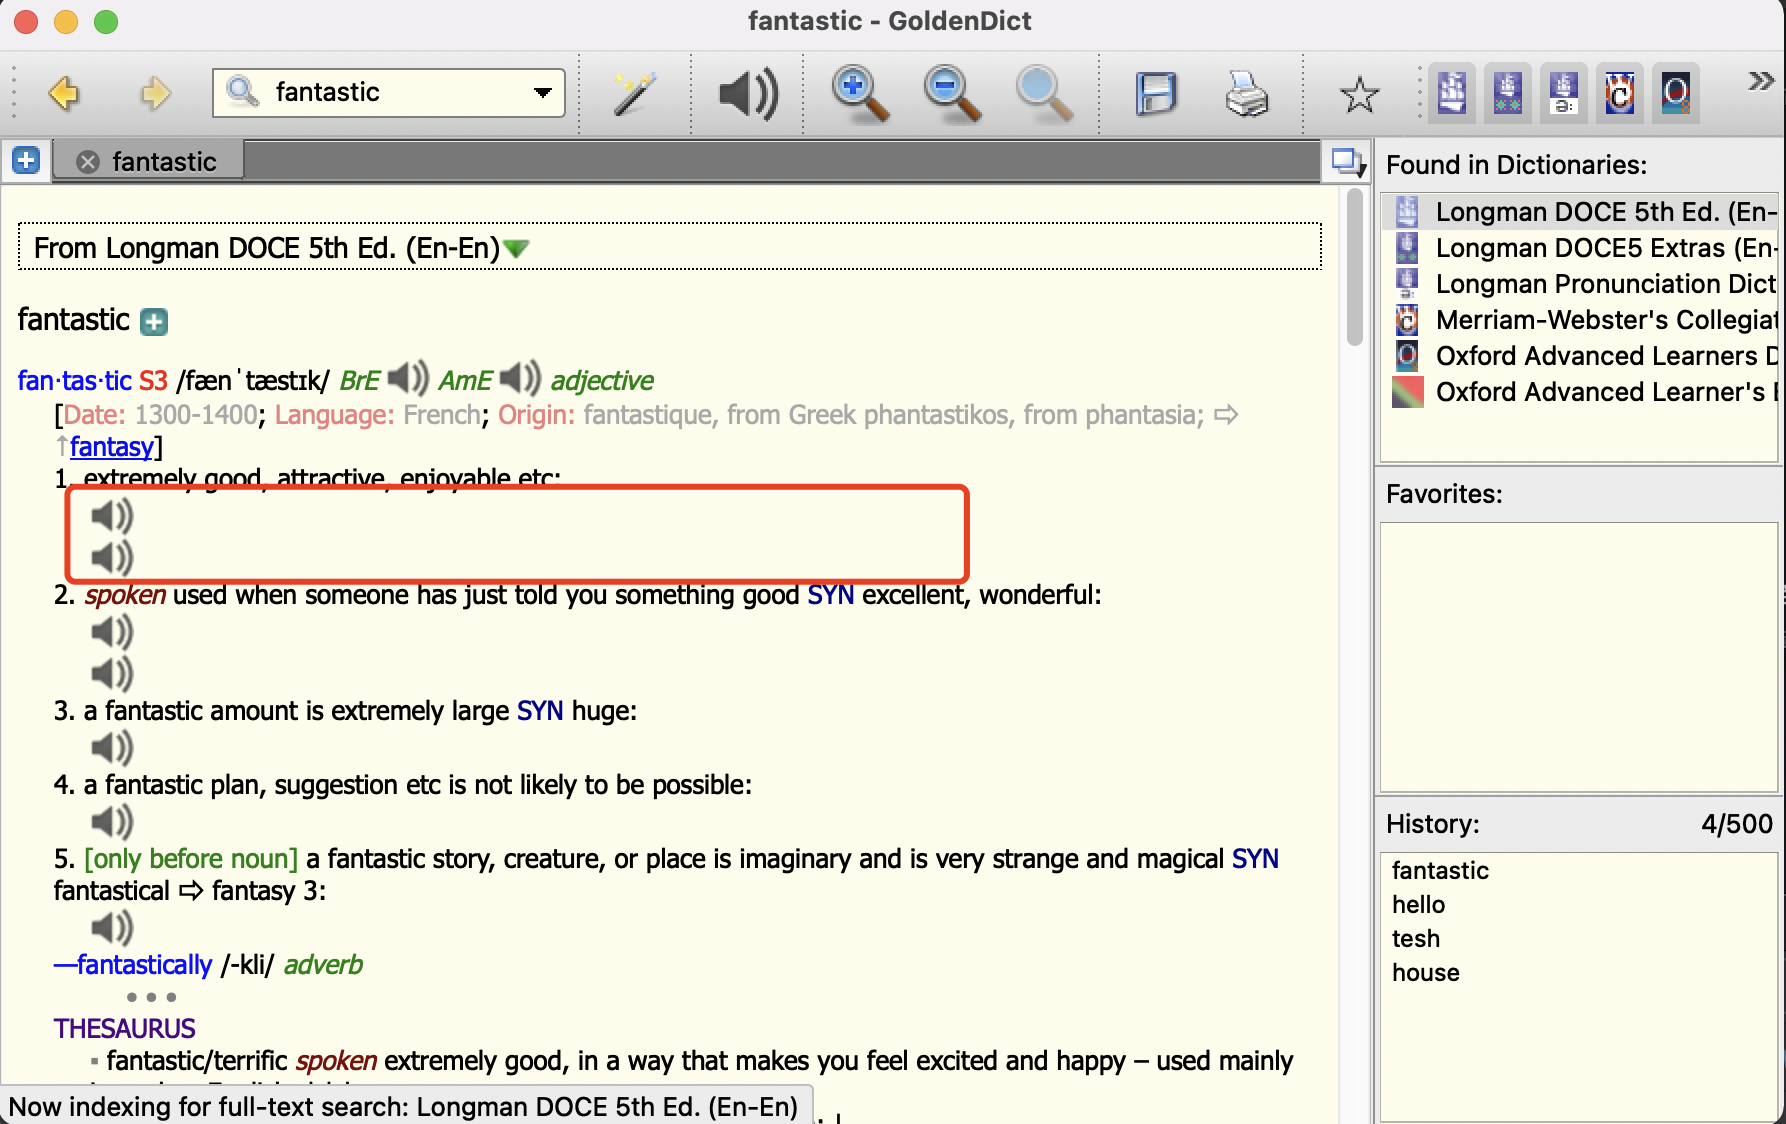 fantastic - GoldenDict
fantastic
fantastic
From Longman DOCE 5th Ed. (En-En)
fantastic
fan·tas·tic S3 /fænˈtæstɪk/ BrE AmE adjective
[Date: 1300-1400; Language: French; Origin: fantastique, from Greek phantastikos, from phantasia; ⇨
↑fantasy]
1. extremely good, attractive, enjoyable etc:
2. spoken used when someone has just told you something good SYN excellent, wonderful:
3. a fantastic amount is extremely large SYN huge:
4. a fantastic plan, suggestion etc is not likely to be possible:
5. [only before noun] a fantastic story, creature, or place is imaginary and is very strange and magical SYN
fantastical ⇨ fantasy 3:
—fantastically /-kli/ adverb
• • •
THESAURUS
▪ fantastic/terrific spoken extremely good, in a way that makes you feel excited and happy – used mainly
Now indexing for full-text search: Longman DOCE 5th Ed. (En-En)
Found in Dictionaries:
Longman DOCE 5th Ed. (En-
Longman DOCE5 Extras (En-
Longman Pronunciation Dict
Merriam-Webster's Collegiat
Oxford Advanced Learners D
Oxford Advanced Learner's E
Favorites:
History: 4/500
fantastic
hello
tesh
house